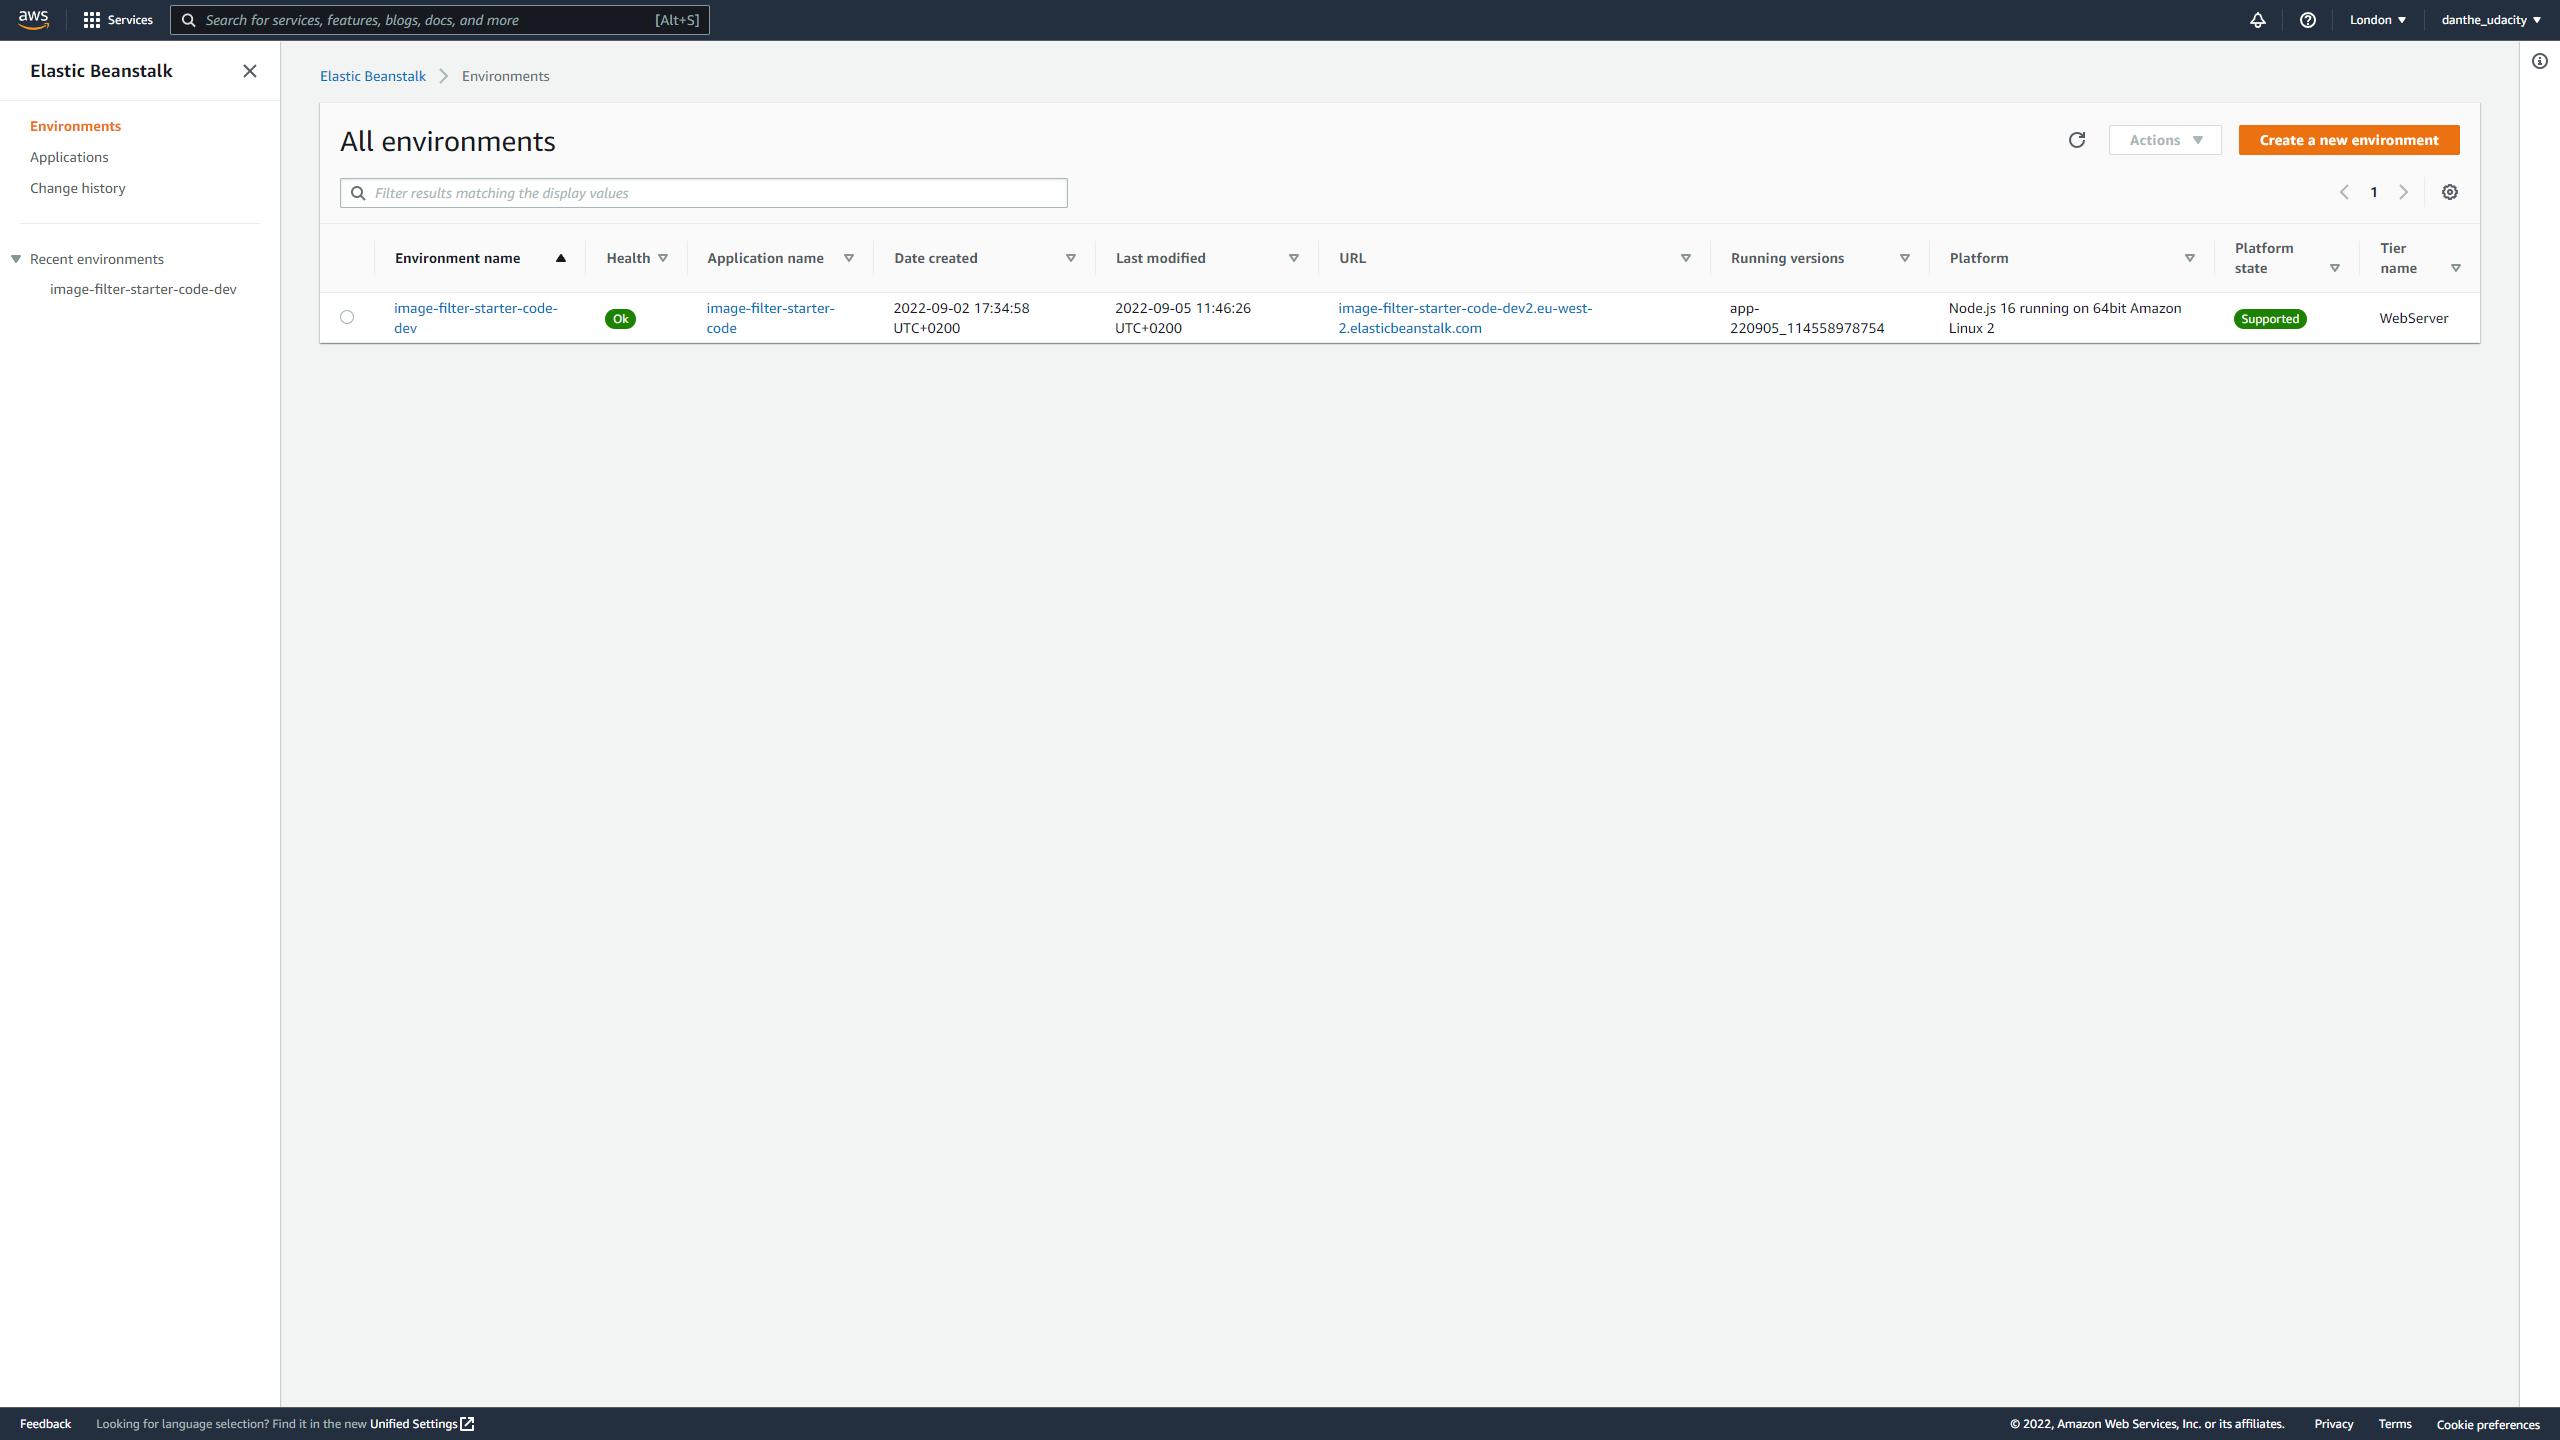 aws
Services
Search for services, features, blogs, docs, and more
[Alt+S]
London
danthe_udacity
Elastic Beanstalk
Environments
Applications
Change history
Recent environments
image-filter-starter-code-dev
Elastic Beanstalk
Environments
All environments
Actions
Create a new environment
Filter results matching the display values
1
Environment name
Health
Application name
Date created
Last modified
URL
Running versions
Platform
Platform
state
Tier
name
image-filter-starter-code-
dev
Ok
image-filter-starter-
code
2022-09-02 17:34:58
UTC+0200
2022-09-05 11:46:26
UTC+0200
image-filter-starter-code-dev2.eu-west-
2.elasticbeanstalk.com
app-
220905_114558978754
Node.js 16 running on 64bit Amazon
Linux 2
Supported
WebServer
Feedback
Looking for language selection? Find it in the new Unified Settings
© 2022, Amazon Web Services, Inc. or its affiliates.
Privacy
Terms
Cookie preferences